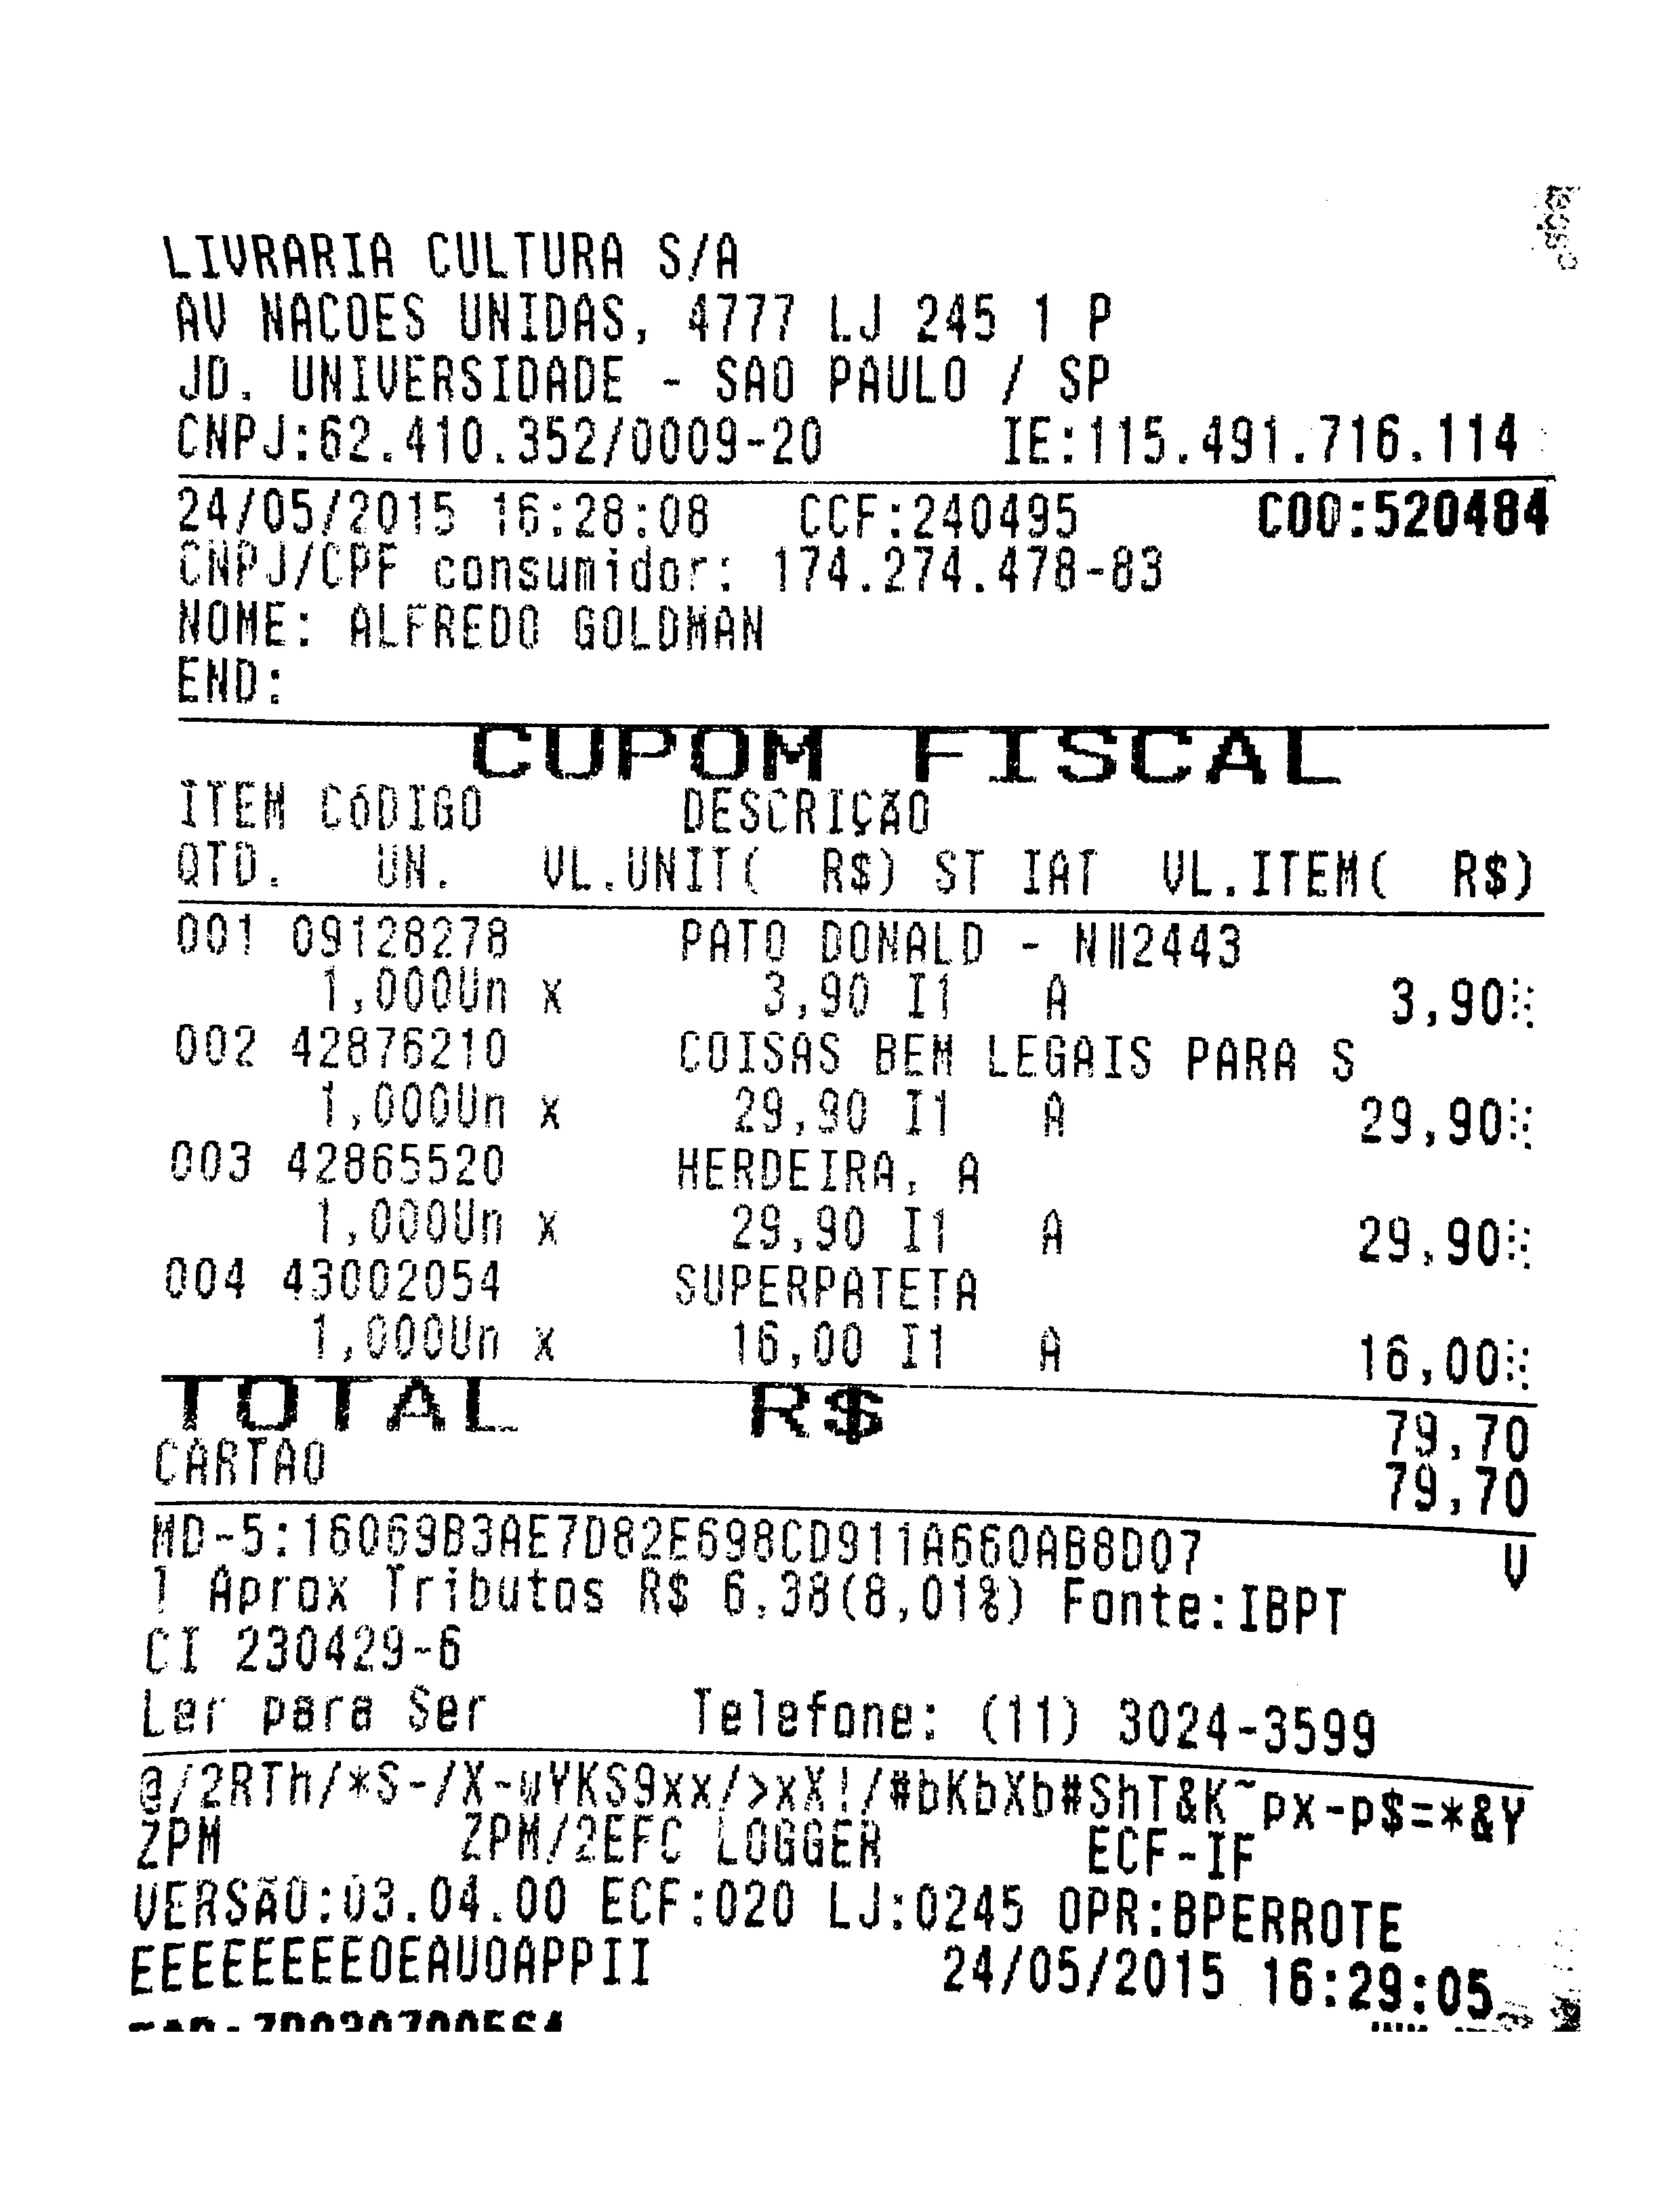 LIVRARIA CULTURA S/A
AV NACOES UNIDAS, 4777 LJ 245 1 P
JD. UNIVERSIDADE - SAO PAULO / SP
CNPJ:62.410.352/0009-20 IE:115.491.716.114
24/05/2015 16:28:08 CCF:240495 COO:520484
CNPJ/CPF consumidor: 174.274.478-83
NOME: ALFREDO GOLDMAN
END:
CUPOM FISCAL
ITEM CóDIGO DESCRIÇÃO
QTD. UN. VL.UNIT( R$) ST IAT VL.ITEM( R$)
001 09128278 PATO DONALD - N‖2443
1,000Un x 3,90 I1 A 3,90
002 42876210 COISAS BEM LEGAIS PARA S
1,000Un x 29,90 I1 A 29,90
003 42865520 HERDEIRA, A
1,000Un x 29,90 I1 A 29,90
004 43002054 SUPERPATETA
1,000Un x 16,00 I1 A 16,00
TOTAL R$ 79,70
CARTAO 79,70
MD-5:16069B3AE7D82E698CD911A660AB8D07 V
1 Aprox Tributos R$ 6,38(8,01%) Fonte:IBPT
CI 230429-6
Ler para Ser Telefone: (11) 3024-3599
@/2RTh/*S-/X-wYKS9xx/>xX!/#bKbXb#ShT&K~px-p$=*&Y
ZPM ZPM/2EFC LOGGER ECF-IF
VERSÃO:03.04.00 ECF:020 LJ:0245 OPR:BPERROTE
EEEEEEEEOEAUOAPPII 24/05/2015 16:29:05